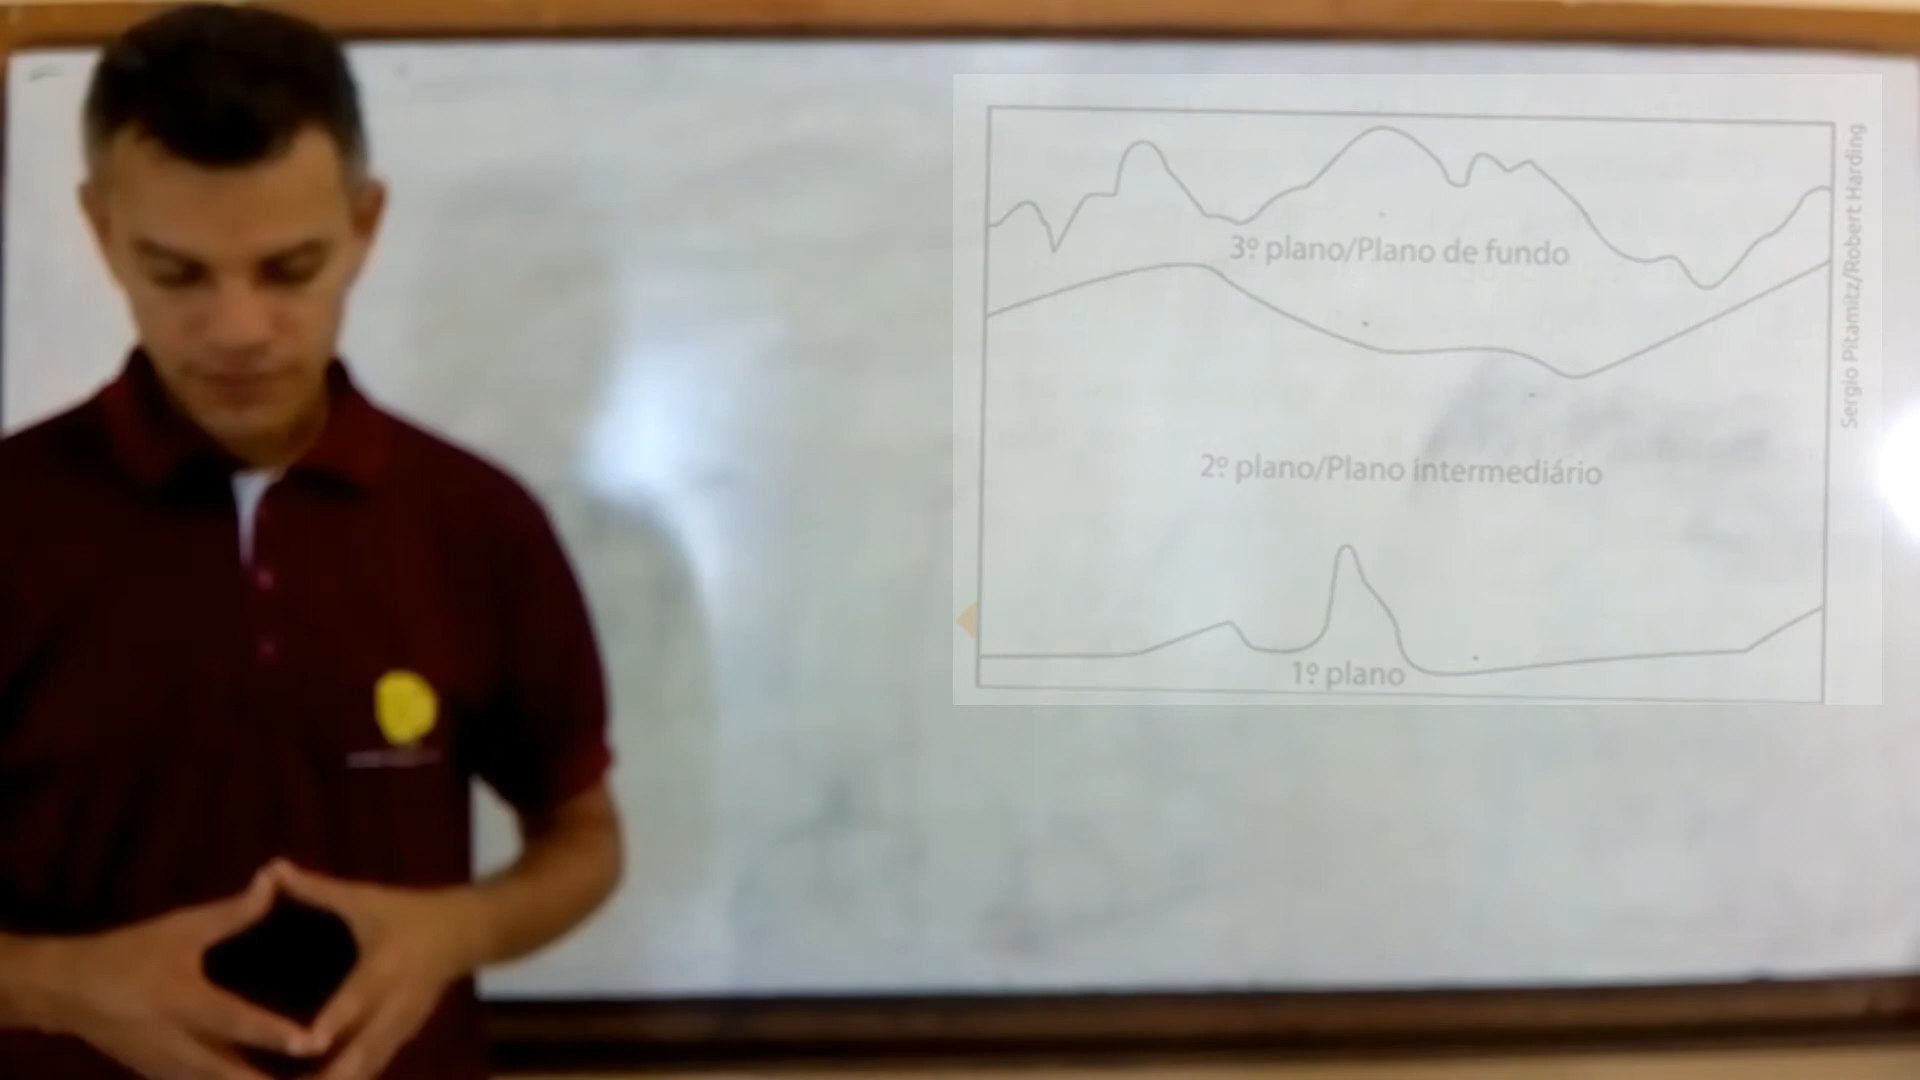 3º plano/Plano de fundo
2º plano/Plano intermediário
1º plano
Sergio Pitamitz/Robert Harding